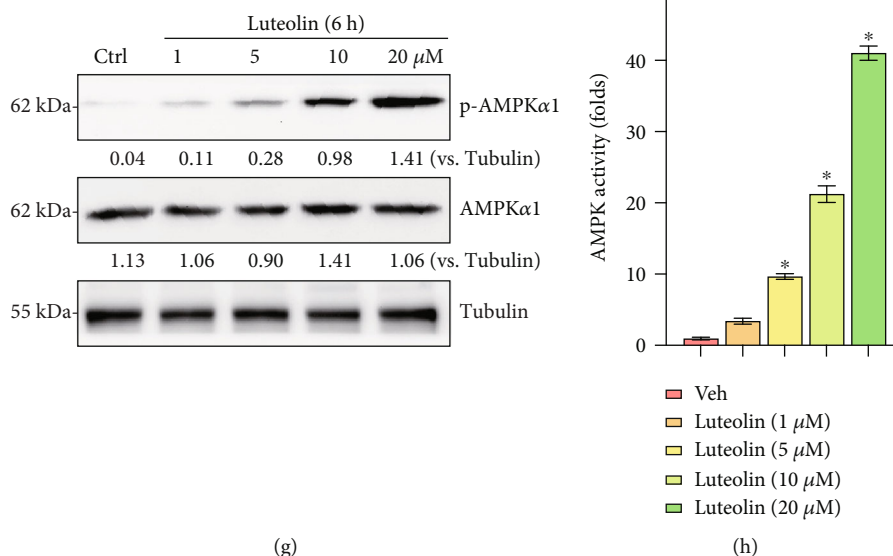 Luteolin (6 h)
Ctrl 1 5 10 20 μM
62 kDa- p-AMPKα1
0.04 0.11 0.28 0.98 1.41 (vs. Tubulin)
62 kDa- AMPKα1
1.13 1.06 0.90 1.41 1.06 (vs. Tubulin)
55 kDa- Tubulin
(g)
AMPK activity (folds)
40
30
20
10
0
*
*
*
Veh
Luteolin (1 μM)
Luteolin (5 μM)
Luteolin (10 μM)
Luteolin (20 μM)
(h)